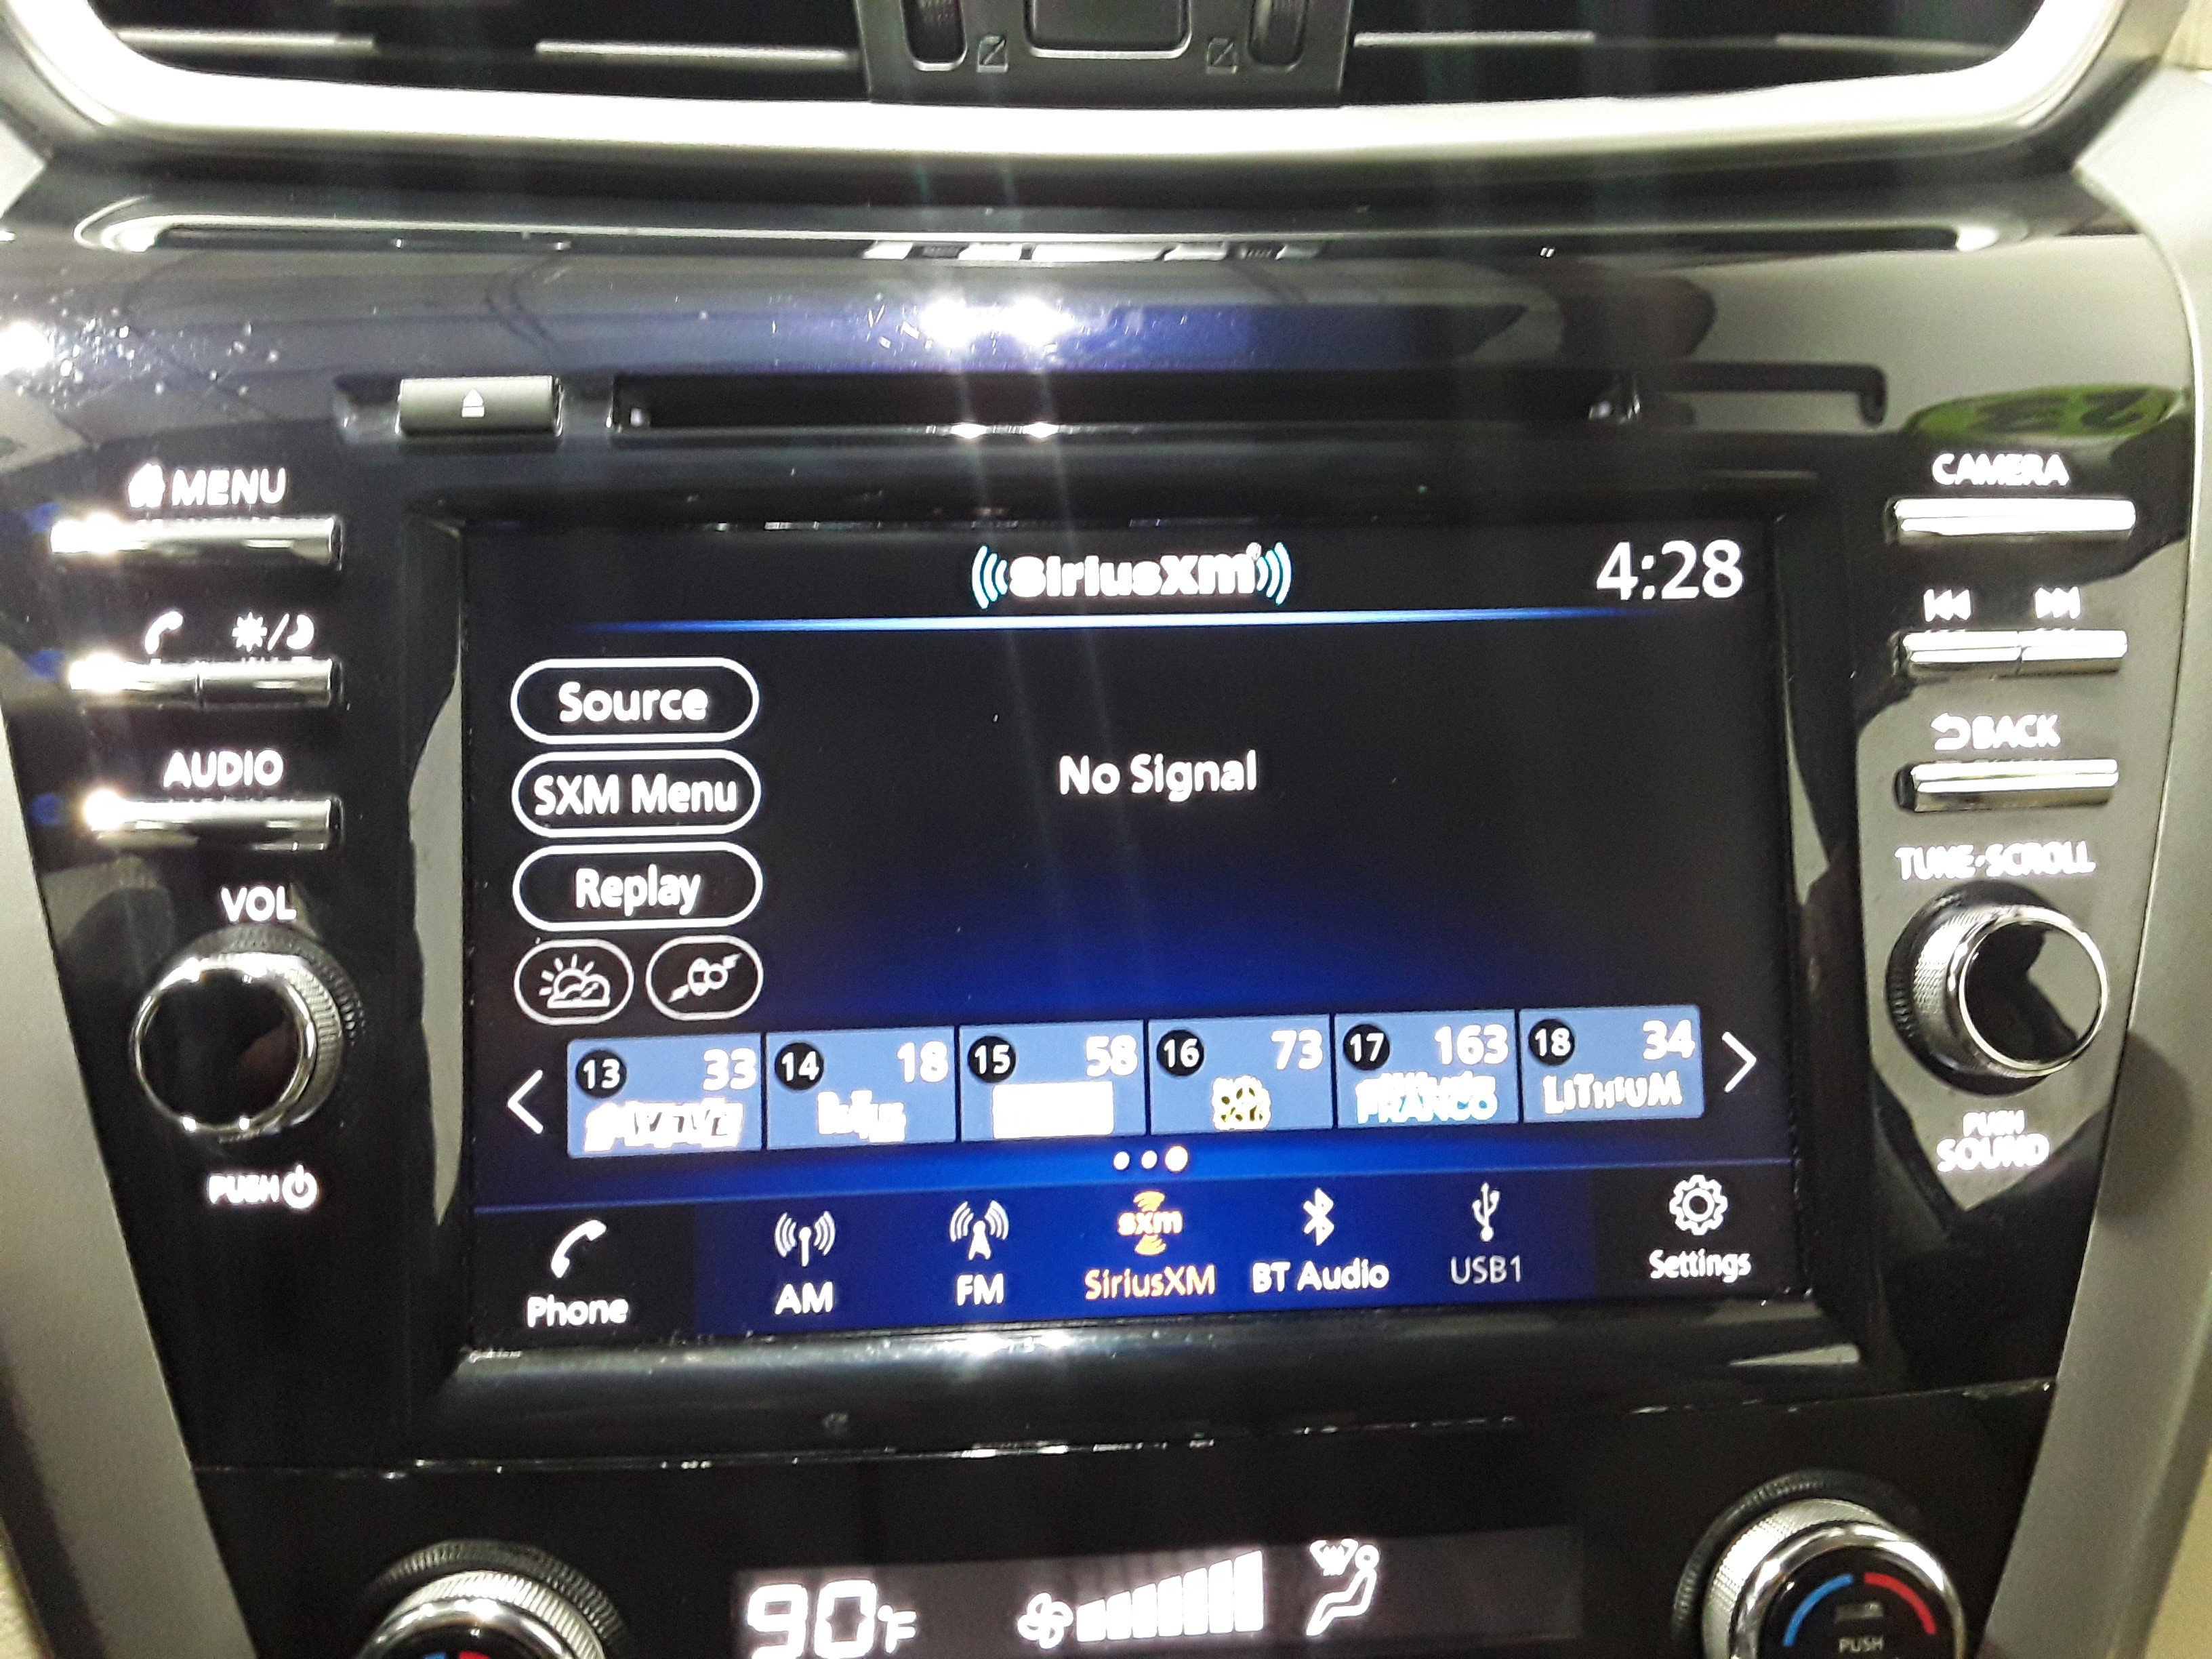 MENU
CAMERA
SiriusXM
4:28
AUDIO
Source
No Signal
BACK
SXM Menu
VOL
Replay
TUNE·SCROLL
13 33
14 18
15 58
16 73
17 163 FRANCO
18 34 LITHIUM
PUSH
SOUND
PUSH
Phone
AM
FM
sxm
SiriusXM
BT Audio
USB1
Settings
90°F
PUSH